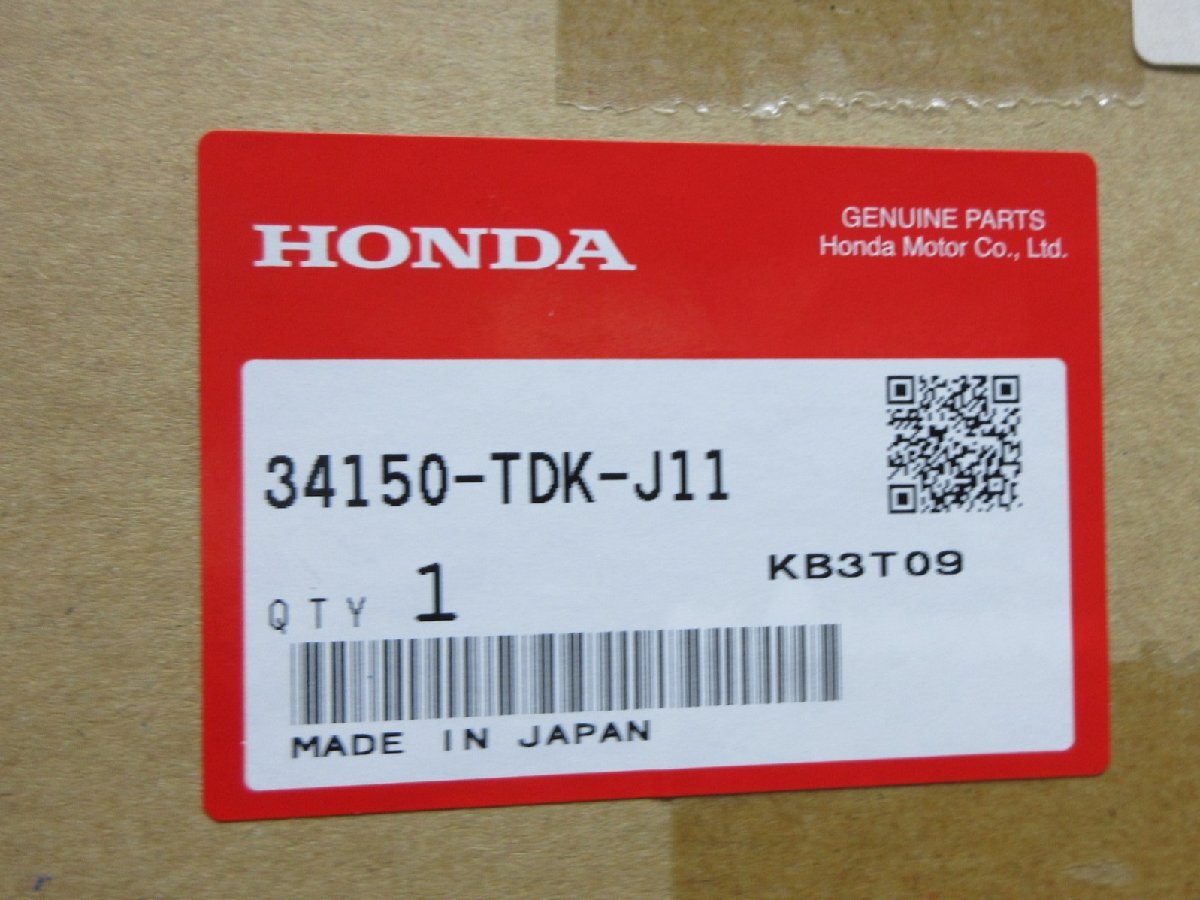 HONDA
GENUINE PARTS
Honda Motor Co., Ltd.
34150-TDK-J11
KB3T09
QTY 1
MADE IN JAPAN